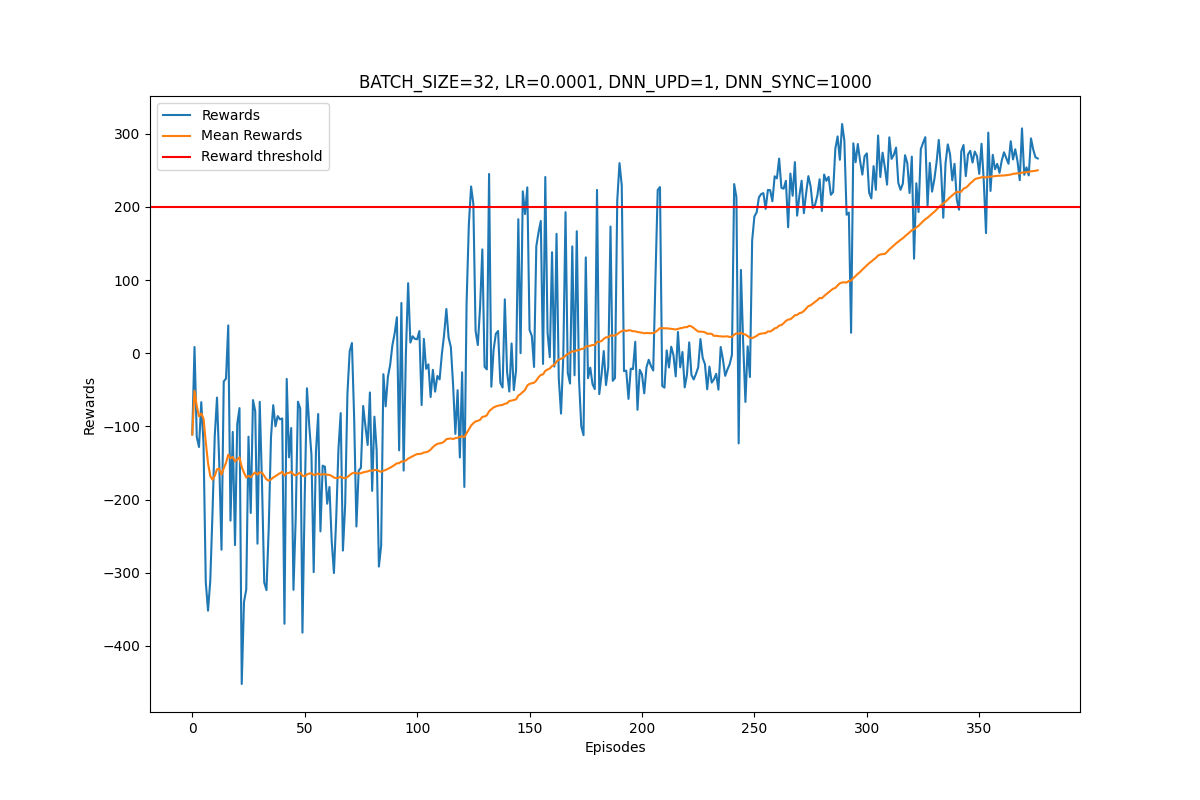 BATCH_SIZE=32, LR=0.0001, DNN_UPD=1, DNN_SYNC=1000
Rewards
Mean Rewards
Reward threshold
300
200
100
0
−100
−200
−300
−400
Rewards
0 50 100 150 200 250 300 350
Episodes